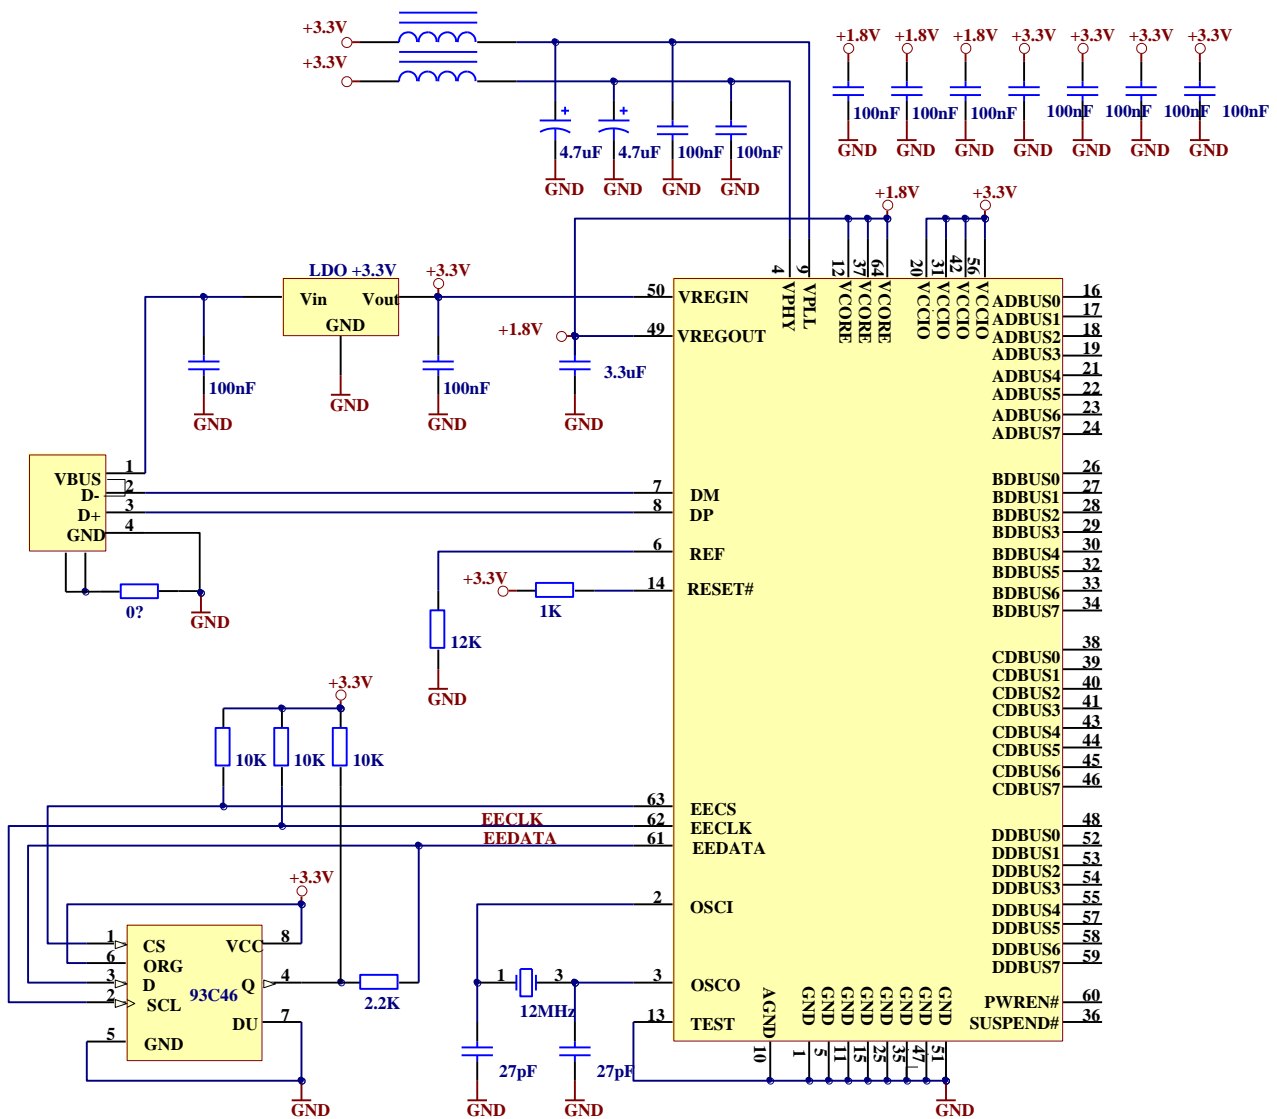 +3.3V
+3.3V
4.7uF
4.7uF
100nF
100nF
GND
GND
GND
GND
+1.8V
+1.8V
+1.8V
+3.3V
+3.3V
+3.3V
+3.3V
100nF
100nF
100nF
100nF
100nF
100nF
100nF
GND
GND
GND
GND
GND
GND
GND
+1.8V
+3.3V
LDO +3.3V
Vin
Vout
GND
+3.3V
100nF
GND
GND
100nF
GND
+1.8V
3.3uF
GND
VBUS
D-
D+
GND
1
2
3
4
0?
GND
50 VREGIN
49 VREGOUT
7 DM
8 DP
6 REF
14 RESET#
63 EECS
62 EECLK
61 EEDATA
2 OSCI
3 OSCO
13 TEST
+3.3V
1K
12K
GND
+3.3V
10K
10K
10K
EECLK
EEDATA
+3.3V
1 CS
6 ORG
3 D
2 SCL
5 GND
93C46
VCC 8
Q 4
DU 7
2.2K
GND
1
3
12MHz
27pF
27pF
GND
GND
4 VPHY
9 VPLL
12 VCORE
37 VCORE
64 VCORE
20 VCCIO
31 VCCIO
42 VCCIO
56 VCCIO
ADBUS0 16
ADBUS1 17
ADBUS2 18
ADBUS3 19
ADBUS4 21
ADBUS5 22
ADBUS6 23
ADBUS7 24
BDBUS0 26
BDBUS1 27
BDBUS2 28
BDBUS3 29
BDBUS4 30
BDBUS5 32
BDBUS6 33
BDBUS7 34
CDBUS0 38
CDBUS1 39
CDBUS2 40
CDBUS3 41
CDBUS4 43
CDBUS5 44
CDBUS6 45
CDBUS7 46
DDBUS0 48
DDBUS1 52
DDBUS2 53
DDBUS3 54
DDBUS4 55
DDBUS5 57
DDBUS6 58
DDBUS7 59
PWREN# 60
SUSPEND# 36
AGND 10
GND 1
GND 5
GND 11
GND 15
GND 25
GND 35
GND 47
GND 51
GND